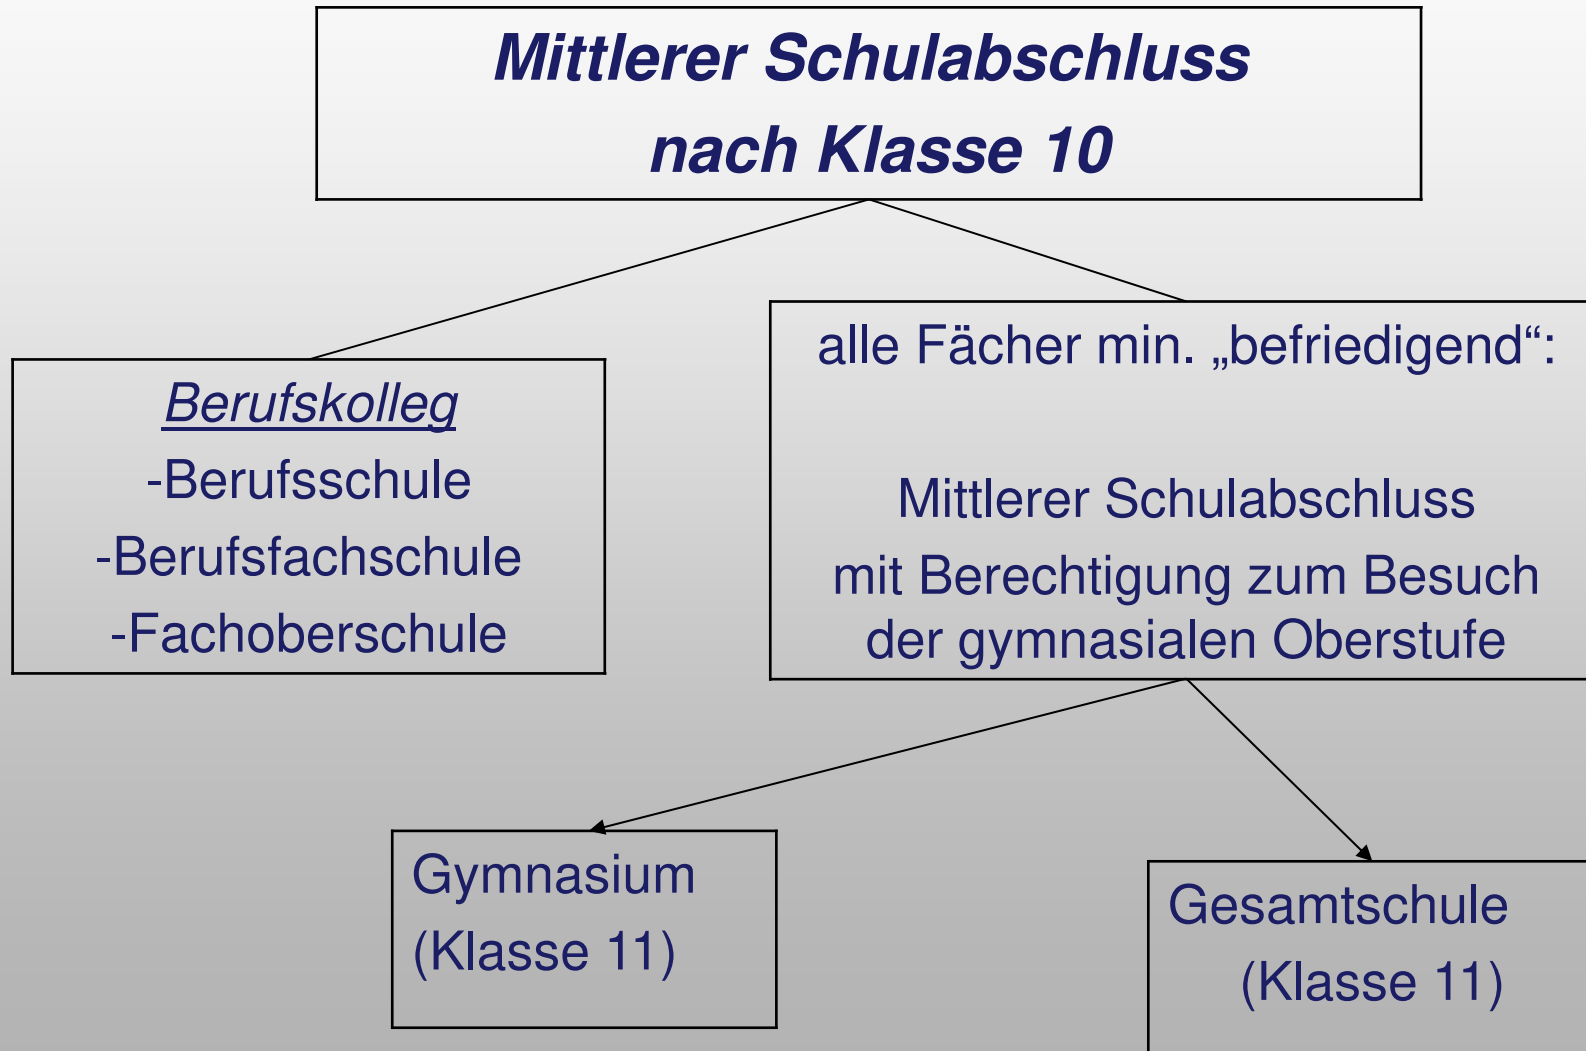 Mittlerer Schulabschluss
nach Klasse 10
Berufskolleg
-Berufsschule
-Berufsfachschule
-Fachoberschule
alle Fächer min. „befriedigend“:
Mittlerer Schulabschluss
mit Berechtigung zum Besuch
der gymnasialen Oberstufe
Gymnasium
(Klasse 11)
Gesamtschule
(Klasse 11)